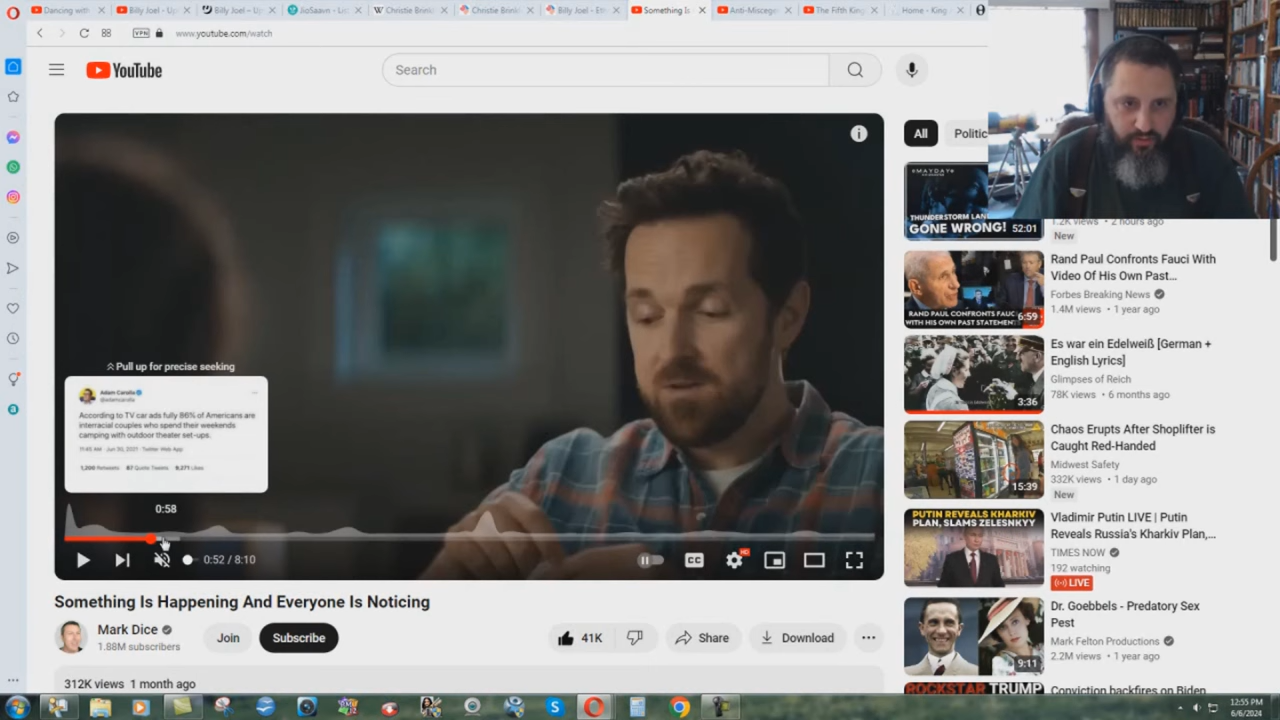 Dancing with
Billy Joel - Up
Billy Joel – Up
JioSaavn - Lis
Christie Brink
Christie Brink
Billy Joel - Eth
Something Is
Anti-Misceger
The Fifth King
Home - King
88
VPN
www.youtube.com/watch
YouTube
Search
All
Politic
Pull up for precise seeking
Adam Carolla
@adamcarolla
According to TV car ads fully 86% of Americans are
interracial couples who spend their weekends
camping with outdoor theater set-ups.
11:45 AM · Jun 30, 2021 · Twitter Web App
1,200 Retweets 87 Quote Tweets 9,271 Likes
0:58
0:52 / 8:10
CC
HD
Something Is Happening And Everyone Is Noticing
Mark Dice
1.88M subscribers
Join
Subscribe
41K
Share
Download
312K views 1 month ago
MAYDAY
THUNDERSTORM LAN
GONE WRONG!
52:01
1.2K views • 2 hours ago
New
RAND PAUL CONFRONTS FAUC
WITH HIS OWN PAST STATEMEN
6:59
Rand Paul Confronts Fauci With
Video Of His Own Past...
Forbes Breaking News
1.4M views • 1 year ago
3:36
Es war ein Edelweiß [German +
English Lyrics]
Glimpses of Reich
78K views • 6 months ago
15:39
Chaos Erupts After Shoplifter is
Caught Red-Handed
Midwest Safety
332K views • 1 day ago
New
PUTIN REVEALS KHARKIV
PLAN, SLAMS ZELESNKYY
Vladimir Putin LIVE | Putin
Reveals Russia's Kharkiv Plan,...
TIMES NOW
192 watching
LIVE
9:11
Dr. Goebbels - Predatory Sex
Pest
Mark Felton Productions
2.2M views • 1 year ago
ROCKSTAR TRUMP
Conviction backfires on Biden
12:55 PM
6/6/2024